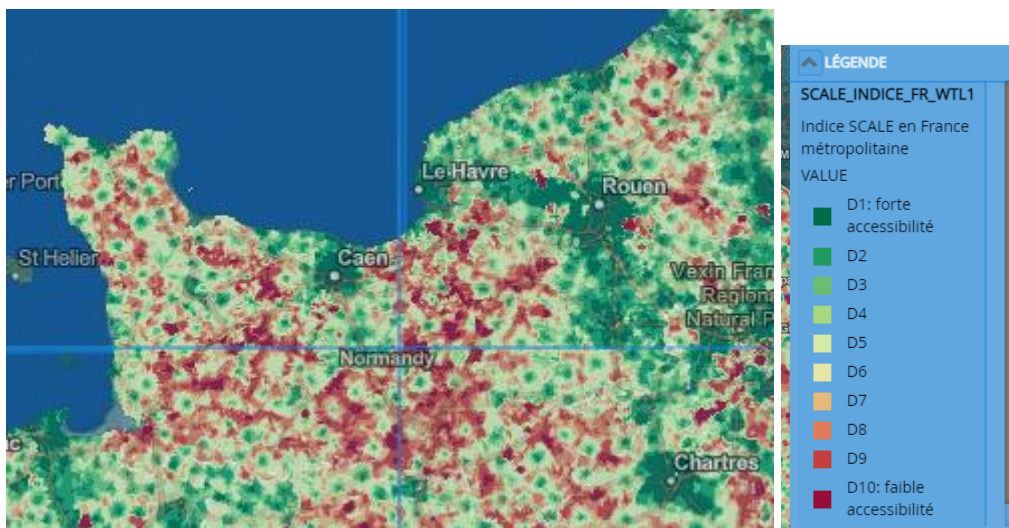 Le Havre
Rouen
er Port
St Helier
Caen
Vexin Fran
Regiona
Natural P
Normandy
Chartres
LÉGENDE
SCALE_INDICE_FR_WTL1
Indice SCALE en France
métropolitaine
VALUE
D1: forte
accessibilité
D2
D3
D4
D5
D6
D7
D8
D9
D10: faible
accessibilité